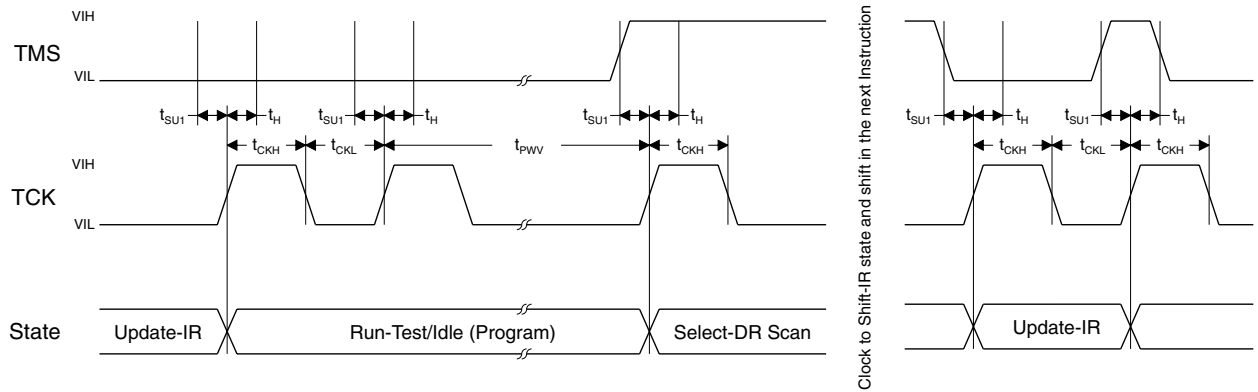 VIH
TMS
VIL
tSU1 tH tSU1 tH tSU1 tH tSU1 tH tSU1 tH
tCKH tCKL tPWV tCKH tCKH tCKL tCKH
VIH
TCK
VIL
State Update-IR Run-Test/Idle (Program) Select-DR Scan Update-IR
Clock to Shift-IR state and shift in the next Instruction